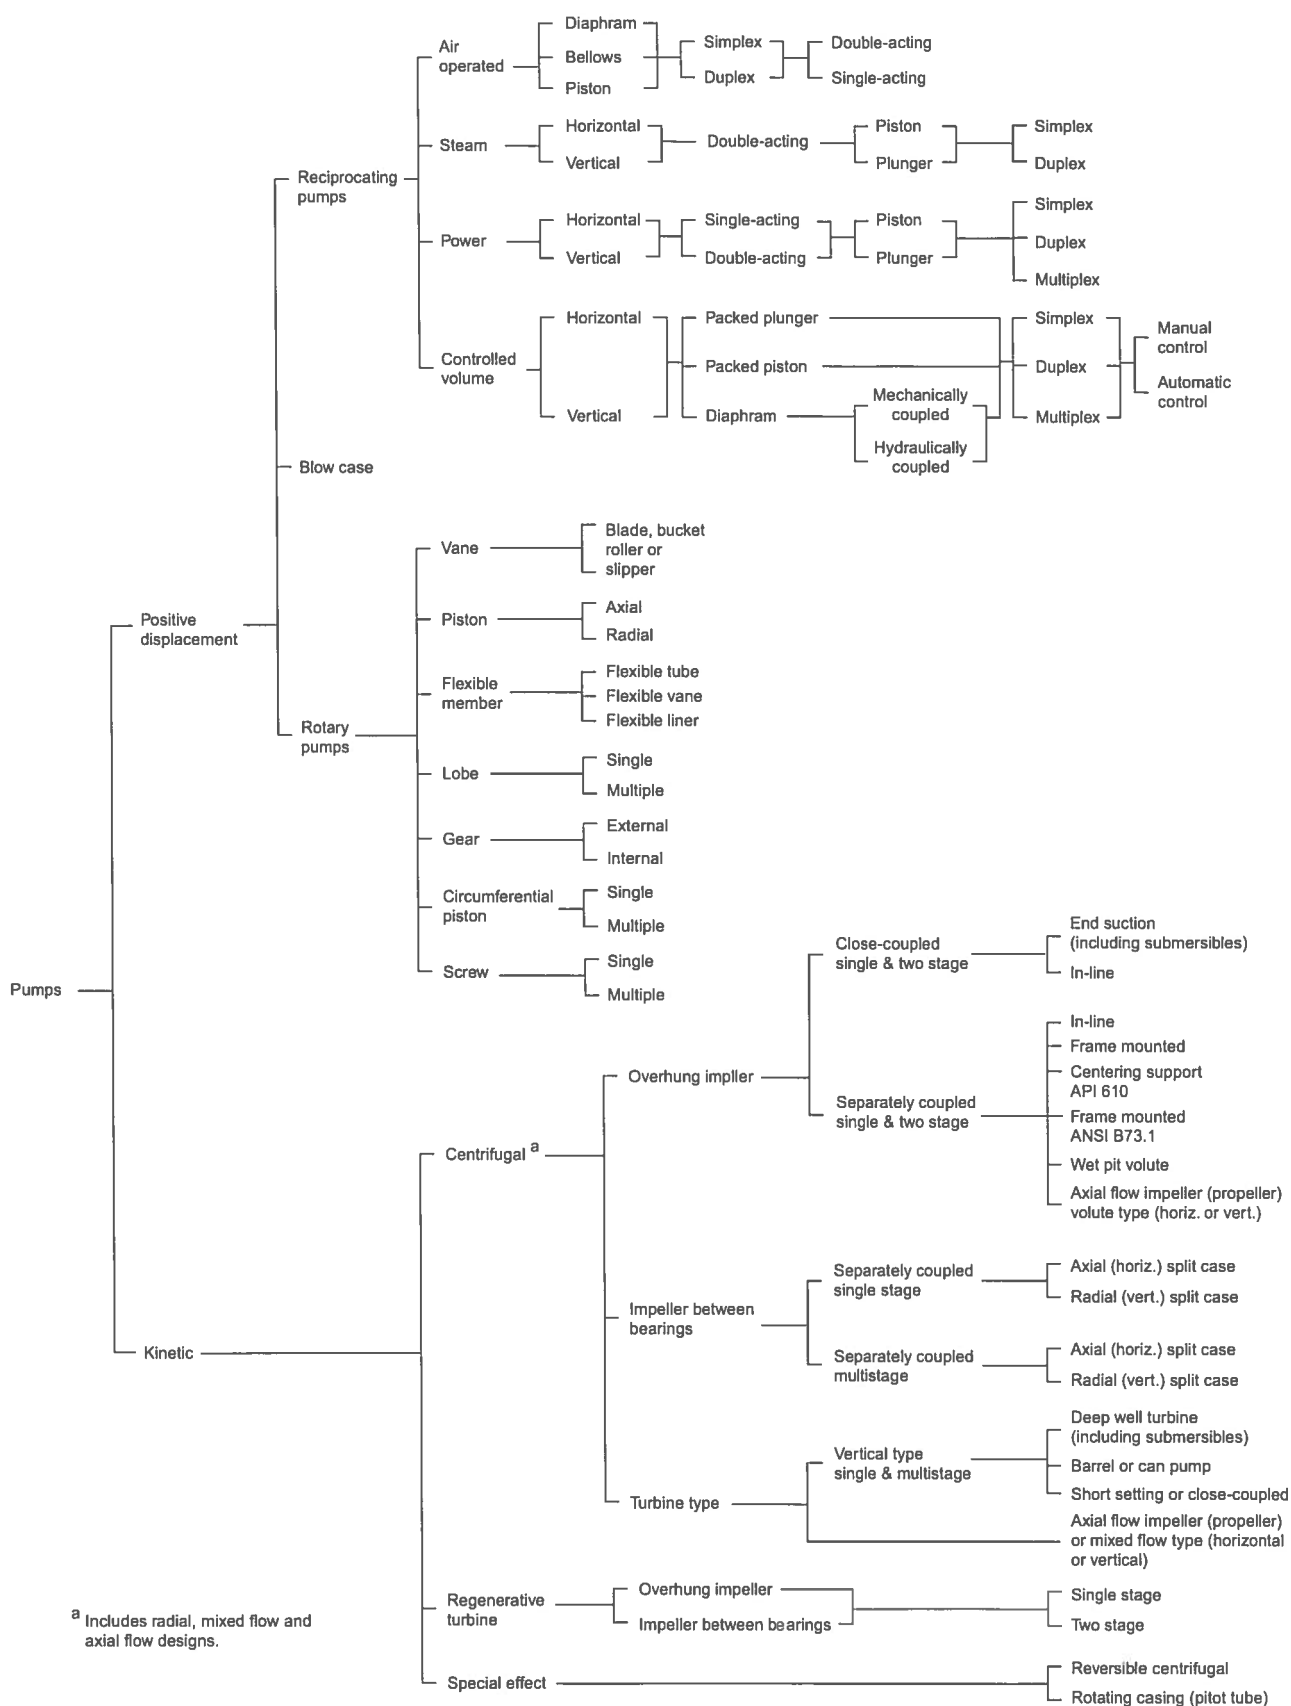 Air
operated
Diaphram
Bellows
Piston
Simplex
Duplex
Double-acting
Single-acting
Steam
Horizontal
Vertical
Double-acting
Piston
Plunger
Simplex
Duplex
Reciprocating
pumps
Power
Horizontal
Vertical
Single-acting
Double-acting
Piston
Plunger
Simplex
Duplex
Multiplex
Controlled
volume
Horizontal
Vertical
Packed plunger
Packed piston
Diaphram
Mechanically
coupled
Hydraulically
coupled
Simplex
Duplex
Multiplex
Manual
control
Automatic
control
Blow case
Positive
displacement
Rotary
pumps
Vane
Blade, bucket
roller or
slipper
Piston
Axial
Radial
Flexible
member
Flexible tube
Flexible vane
Flexible liner
Lobe
Single
Multiple
Gear
External
Internal
Circumferential
piston
Single
Multiple
Screw
Single
Multiple
Pumps
Kinetic
Centrifugal a
Overhung impller
Close-coupled
single & two stage
End suction
(including submersibles)
In-line
Separately coupled
single & two stage
In-line
Frame mounted
Centering support
API 610
Frame mounted
ANSI B73.1
Wet pit volute
Axial flow impeller (propeller)
volute type (horiz. or vert.)
Impeller between
bearings
Separately coupled
single stage
Axial (horiz.) split case
Radial (vert.) split case
Separately coupled
multistage
Axial (horiz.) split case
Radial (vert.) split case
Turbine type
Vertical type
single & multistage
Deep well turbine
(including submersibles)
Barrel or can pump
Short setting or close-coupled
Axial flow impeller (propeller)
or mixed flow type (horizontal
or vertical)
Regenerative
turbine
Overhung impeller
Impeller between bearings
Single stage
Two stage
Special effect
Reversible centrifugal
Rotating casing (pitot tube)
a Includes radial, mixed flow and
axial flow designs.